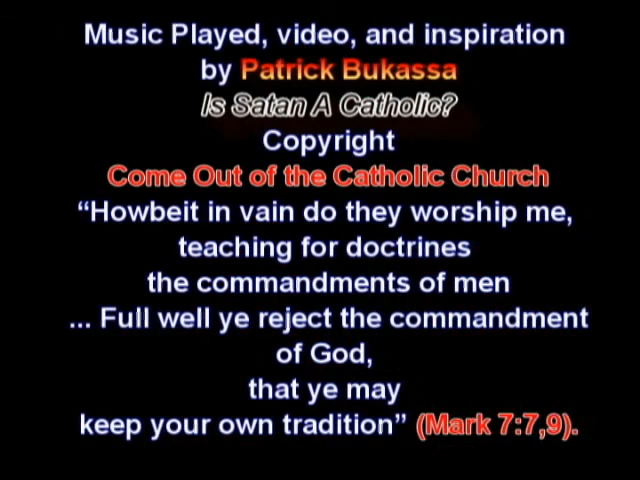 Music Played, video, and inspiration
by Patrick Bukassa
Is Satan A Catholic?
Copyright
Come Out of the Catholic Church
“Howbeit in vain do they worship me,
teaching for doctrines
the commandments of men
... Full well ye reject the commandment
of God,
that ye may
keep your own tradition” (Mark 7:7,9).